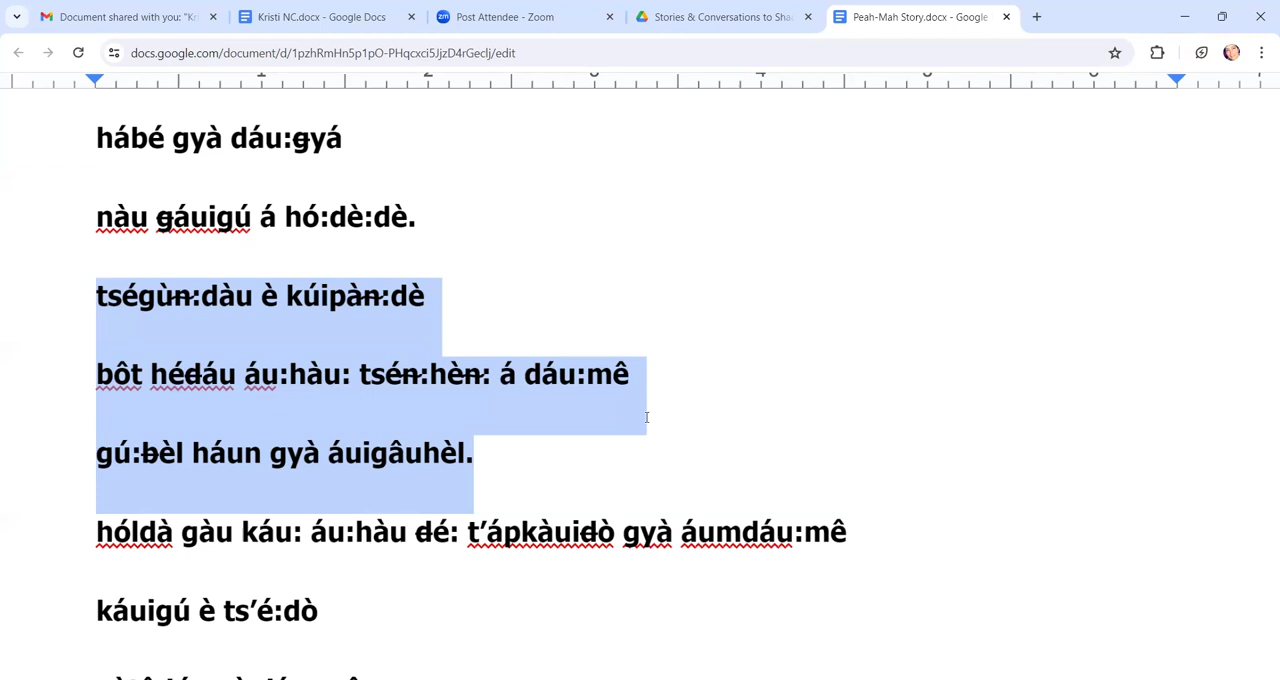 Document shared with you: "Kri
Kristi NC.docx - Google Docs
Post Attendee - Zoom
Stories & Conversations to Sha
Peah-Mah Story.docx - Google
docs.google.com/document/d/1pzhRmHn5p1pO-PHqcxci5JjzD4rGeclj/edit
hábé gyà dáu:g̶yá
nàu g̶áuigú á hó:dè:dè.
tségùn̶:dàu è kúipàn̶:dè
bôt héd̶áu áu:hàu: tsén̶:hèn̶: á dáu:mê
gú:b̶èl háun gyà áuigâuhèl.
hóldà gàu káu: áu:hàu d̶é: t’ápkàuid̶ò gyà áumdáu:mê
káuigú è ts’é:dò